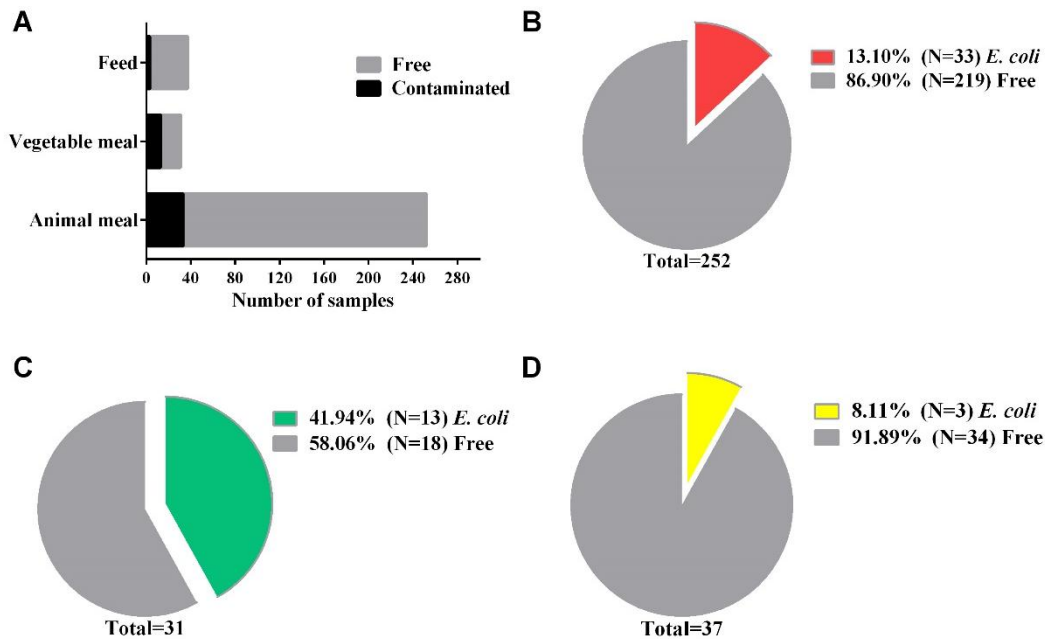 A
Feed
Vegetable meal
Animal meal
Free
Contaminated
0 40 80 120 160 200 240 280
Number of samples
B
13.10% (N=33) E. coli
86.90% (N=219) Free
Total=252
C
41.94% (N=13) E. coli
58.06% (N=18) Free
Total=31
D
8.11% (N=3) E. coli
91.89% (N=34) Free
Total=37